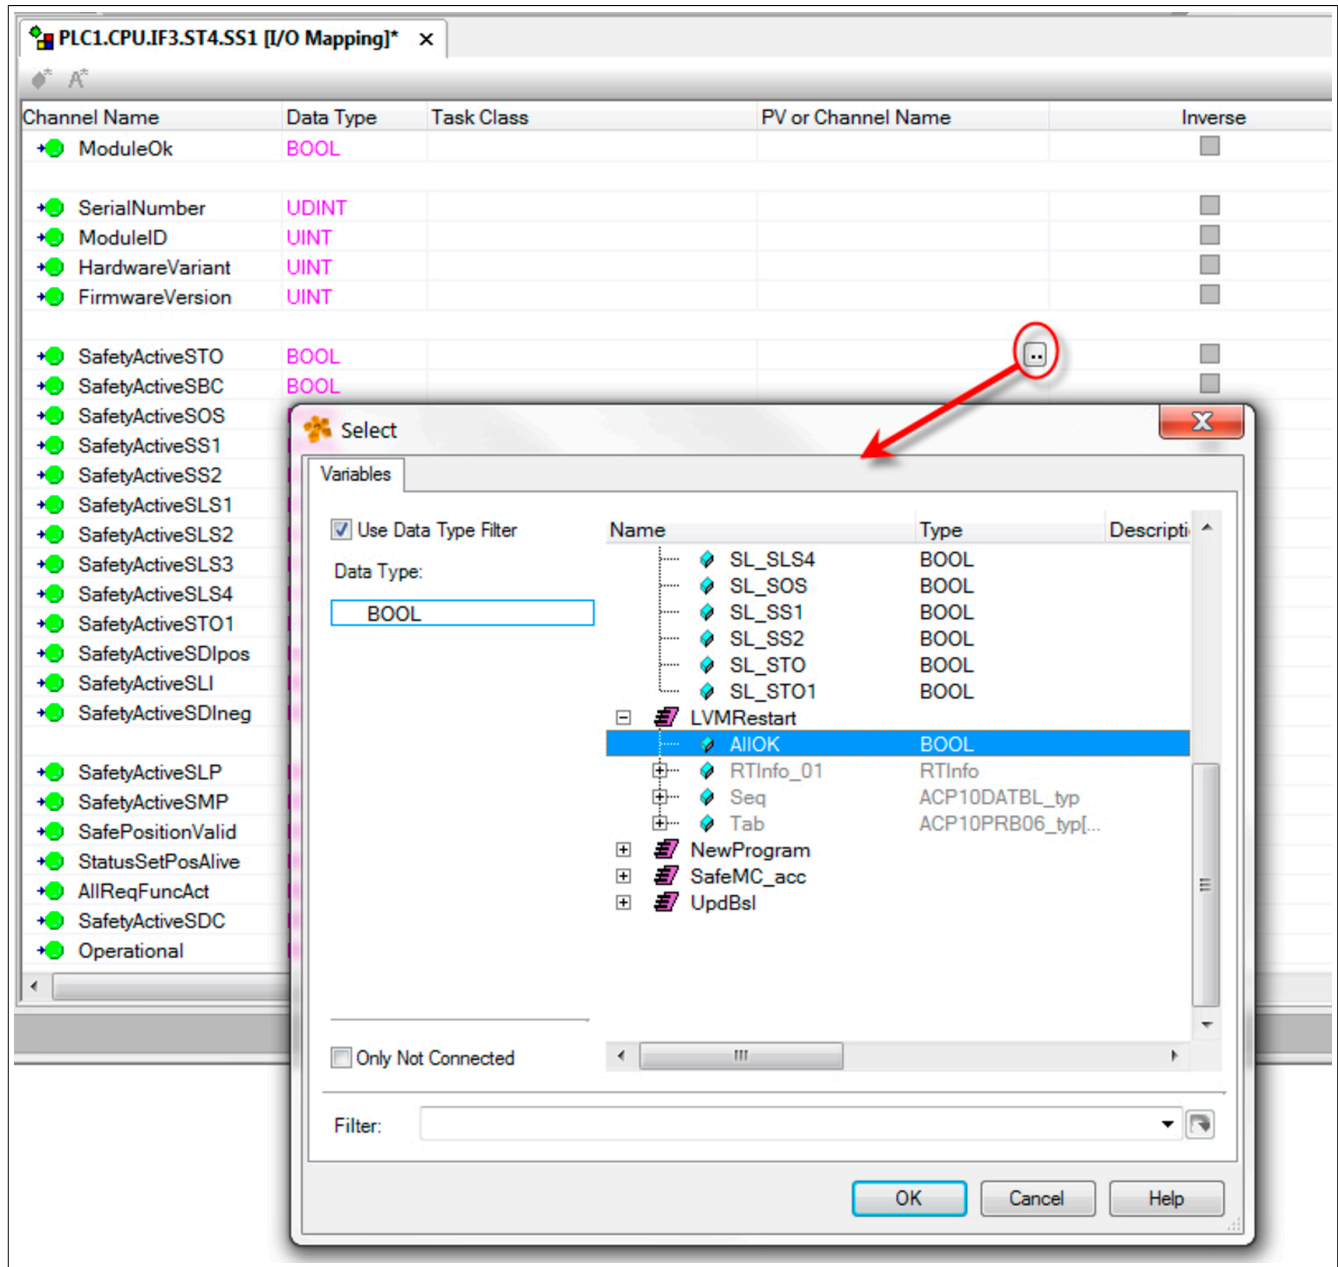 PLC1.CPU.IF3.ST4.SS1 [I/O Mapping]*
Channel Name Data Type Task Class PV or Channel Name Inverse
ModuleOk BOOL
SerialNumber UDINT
ModuleID UINT
HardwareVariant UINT
FirmwareVersion UINT
SafetyActiveSTO BOOL ..
SafetyActiveSBC BOOL
SafetyActiveSOS
SafetyActiveSS1
SafetyActiveSS2
SafetyActiveSLS1
SafetyActiveSLS2
SafetyActiveSLS3
SafetyActiveSLS4
SafetyActiveSTO1
SafetyActiveSDIpos
SafetyActiveSLI
SafetyActiveSDIneg
SafetyActiveSLP
SafetyActiveSMP
SafePositionValid
StatusSetPosAlive
AllReqFuncAct
SafetyActiveSDC
Operational
Select
Variables
Use Data Type Filter
Data Type:
BOOL
Only Not Connected
Name Type Descripti
SL_SLS4 BOOL
SL_SOS BOOL
SL_SS1 BOOL
SL_SS2 BOOL
SL_STO BOOL
SL_STO1 BOOL
LVMRestart
AllOK BOOL
RTInfo_01 RTInfo
Seq ACP10DATBL_typ
Tab ACP10PRB06_typ[...
NewProgram
SafeMC_acc
UpdBsl
Filter:
OK Cancel Help